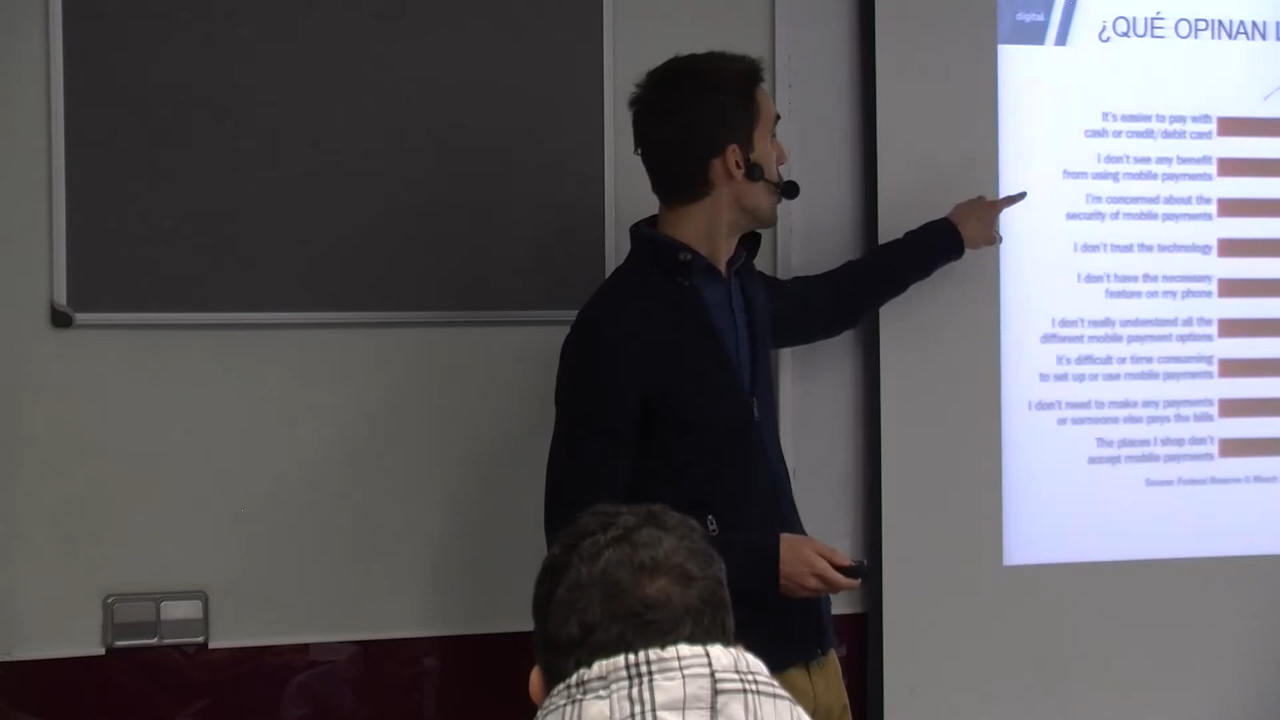 digital
¿QUÉ OPINAN L
It's easier to pay with
cash or credit/debit card
I don't see any benefit
from using mobile payments
I'm concerned about the
security of mobile payments
I don't trust the technology
I don't have the necessary
feature on my phone
I don't really understand all the
different mobile payment options
It's difficult or time consuming
to set up or use mobile payments
I don't need to make any payments
or someone else pays the bills
The places I shop don't
accept mobile payments
Source: Federal Reserve